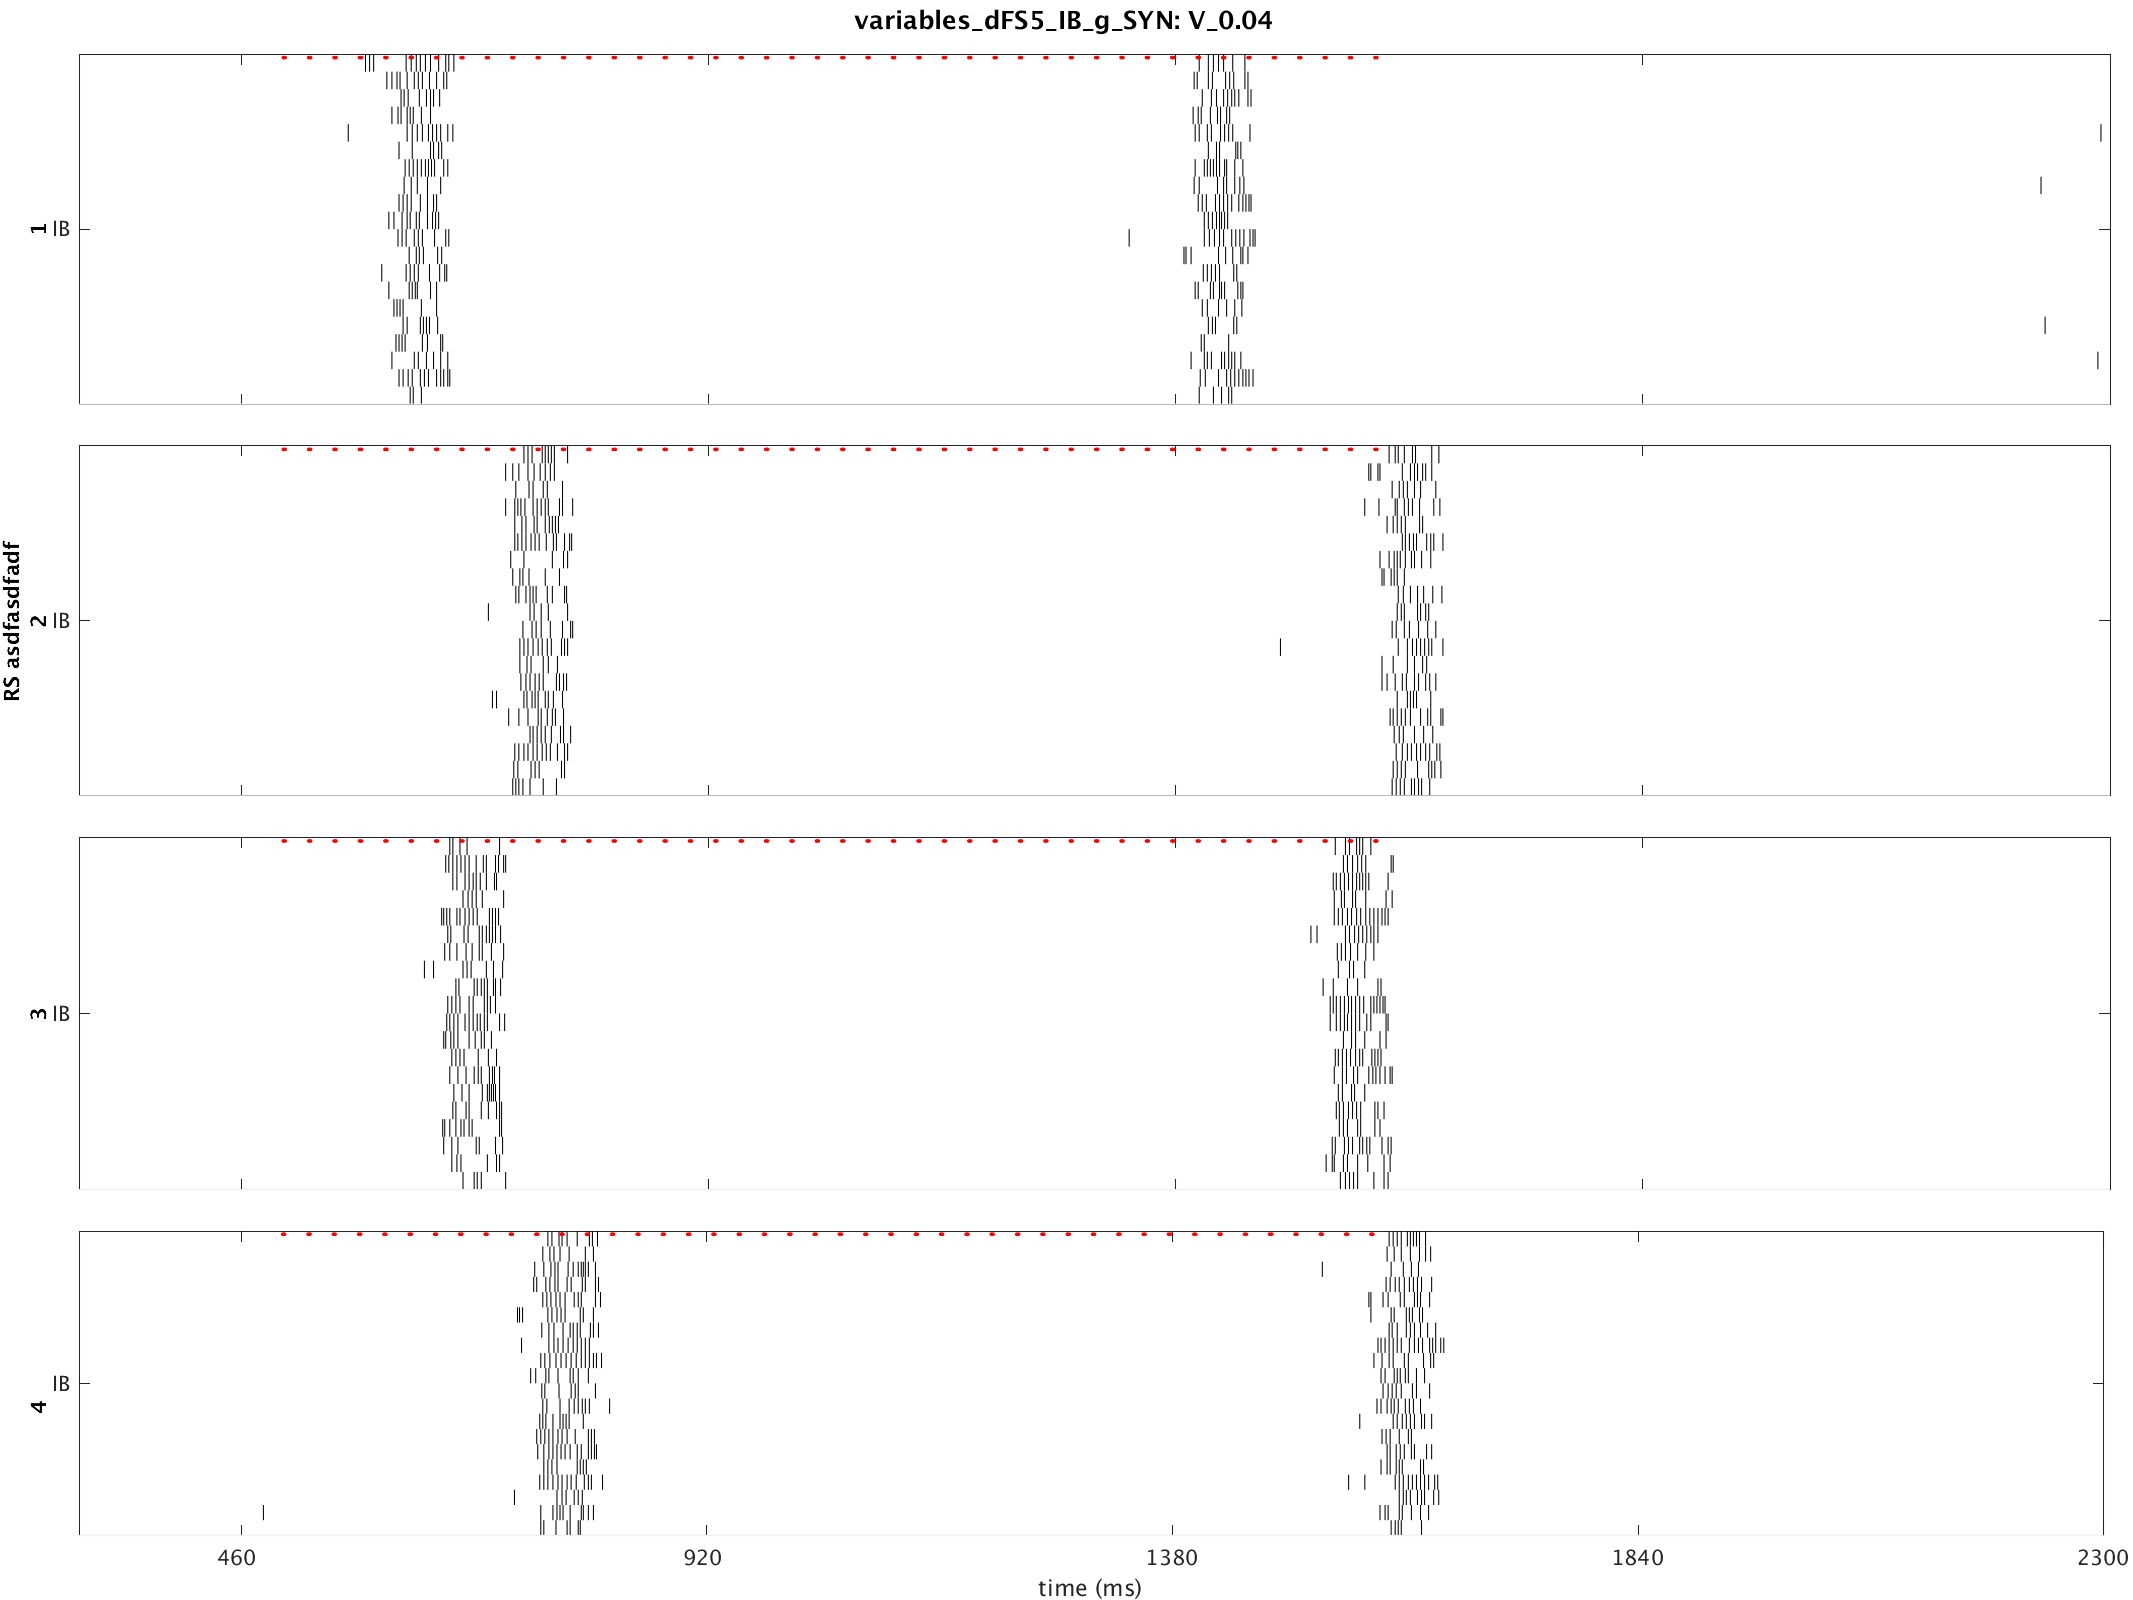 variables_dFS5_IB_g_SYN: V_0.04
RS asdfasdfadf
1 IB
2 IB
3 IB
4 IB
460 920 1380 1840 2300
time (ms)